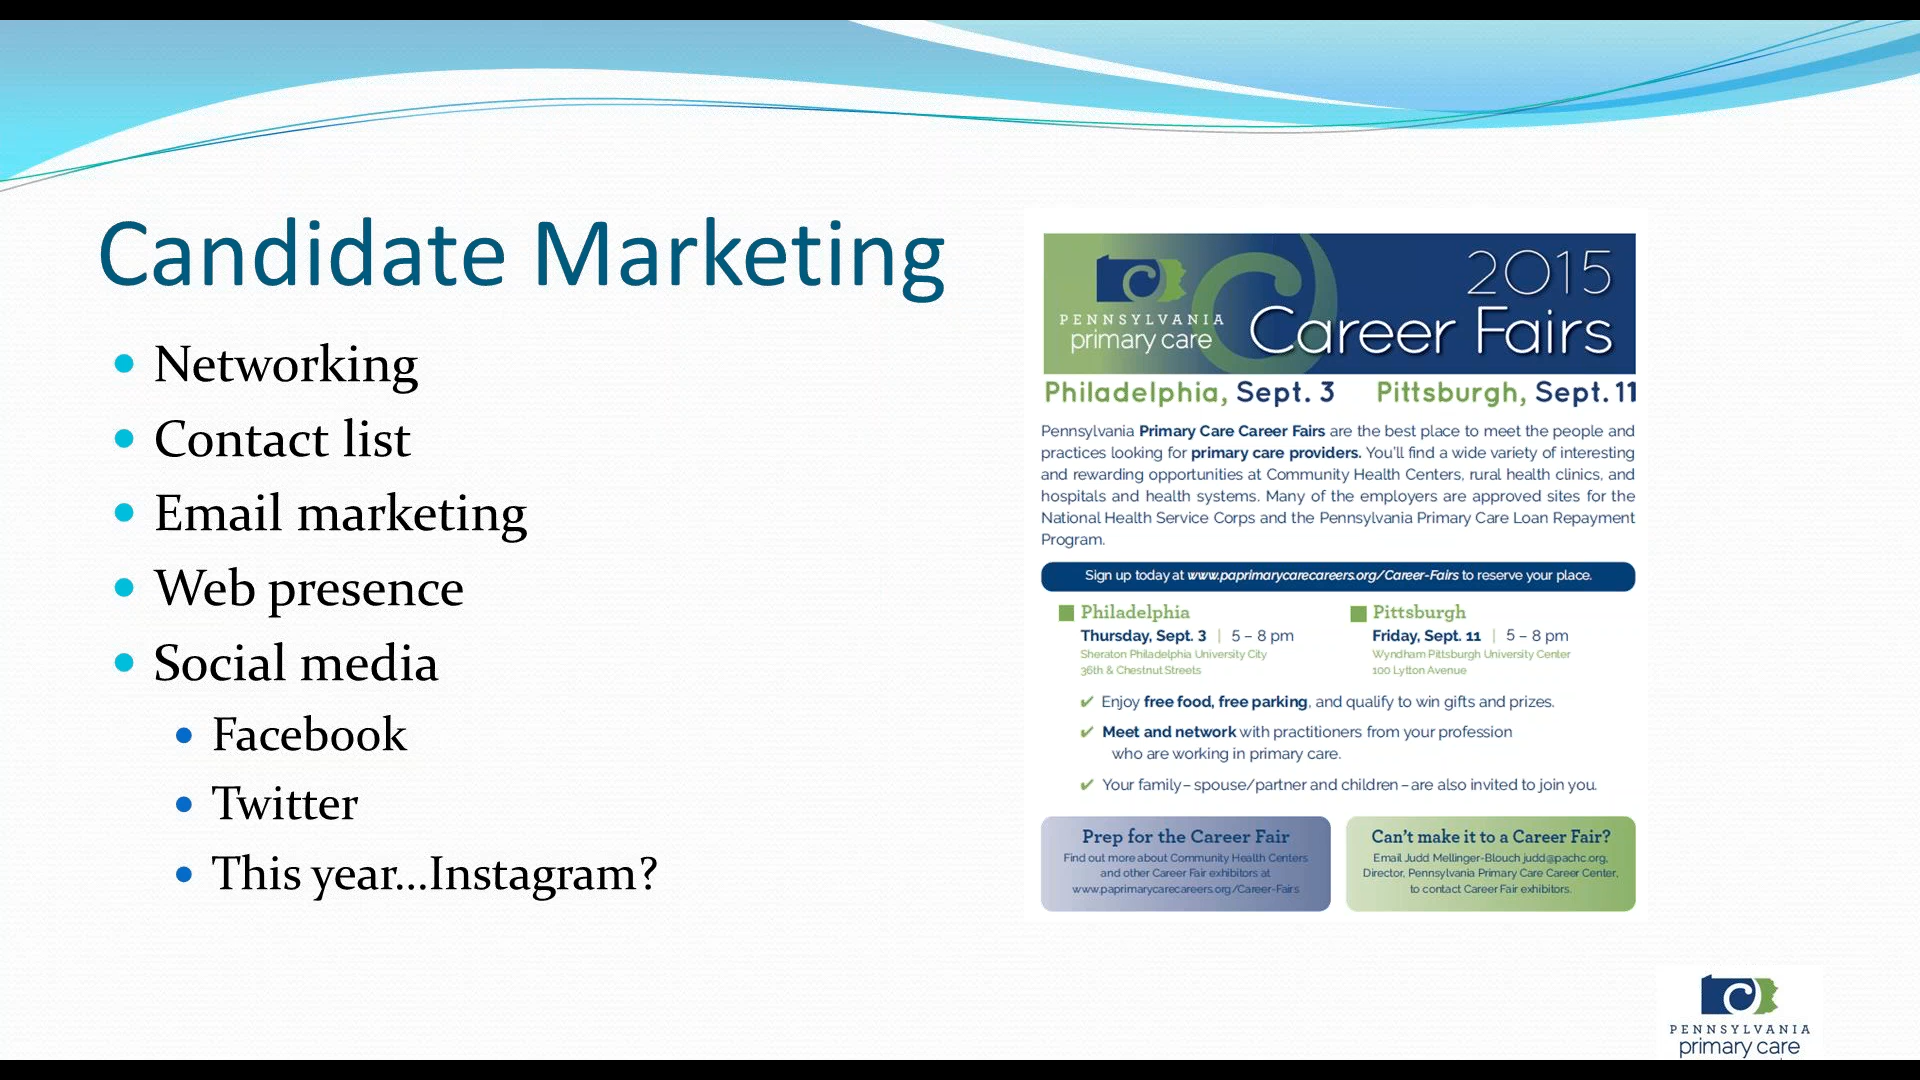 Candidate Marketing
Networking
Contact list
Email marketing
Web presence
Social media
Facebook
Twitter
This year...Instagram?
PENNSYLVANIA
primary care
2015
Career Fairs
Philadelphia, Sept. 3 Pittsburgh, Sept. 11
Pennsylvania Primary Care Career Fairs are the best place to meet the people and
practices looking for primary care providers. You'll find a wide variety of interesting
and rewarding opportunities at Community Health Centers, rural health clinics, and
hospitals and health systems. Many of the employers are approved sites for the
National Health Service Corps and the Pennsylvania Primary Care Loan Repayment
Program.
Sign up today at www.paprimarycarecareers.org/Career-Fairs to reserve your place.
Philadelphia
Thursday, Sept. 3 | 5 – 8 pm
Sheraton Philadelphia University City
36th & Chestnut Streets
Pittsburgh
Friday, Sept. 11 | 5 – 8 pm
Wyndham Pittsburgh University Center
100 Lytton Avenue
✔ Enjoy free food, free parking, and qualify to win gifts and prizes.
✔ Meet and network with practitioners from your profession
who are working in primary care.
✔ Your family – spouse/partner and children – are also invited to join you.
Prep for the Career Fair
Find out more about Community Health Centers
and other Career Fair exhibitors at
www.paprimarycarecareers.org/Career-Fairs
Can't make it to a Career Fair?
Email Judd Mellinger-Blouch judd@pachc.org,
Director, Pennsylvania Primary Care Career Center,
to contact Career Fair exhibitors.
PENNSYLVANIA
primary care